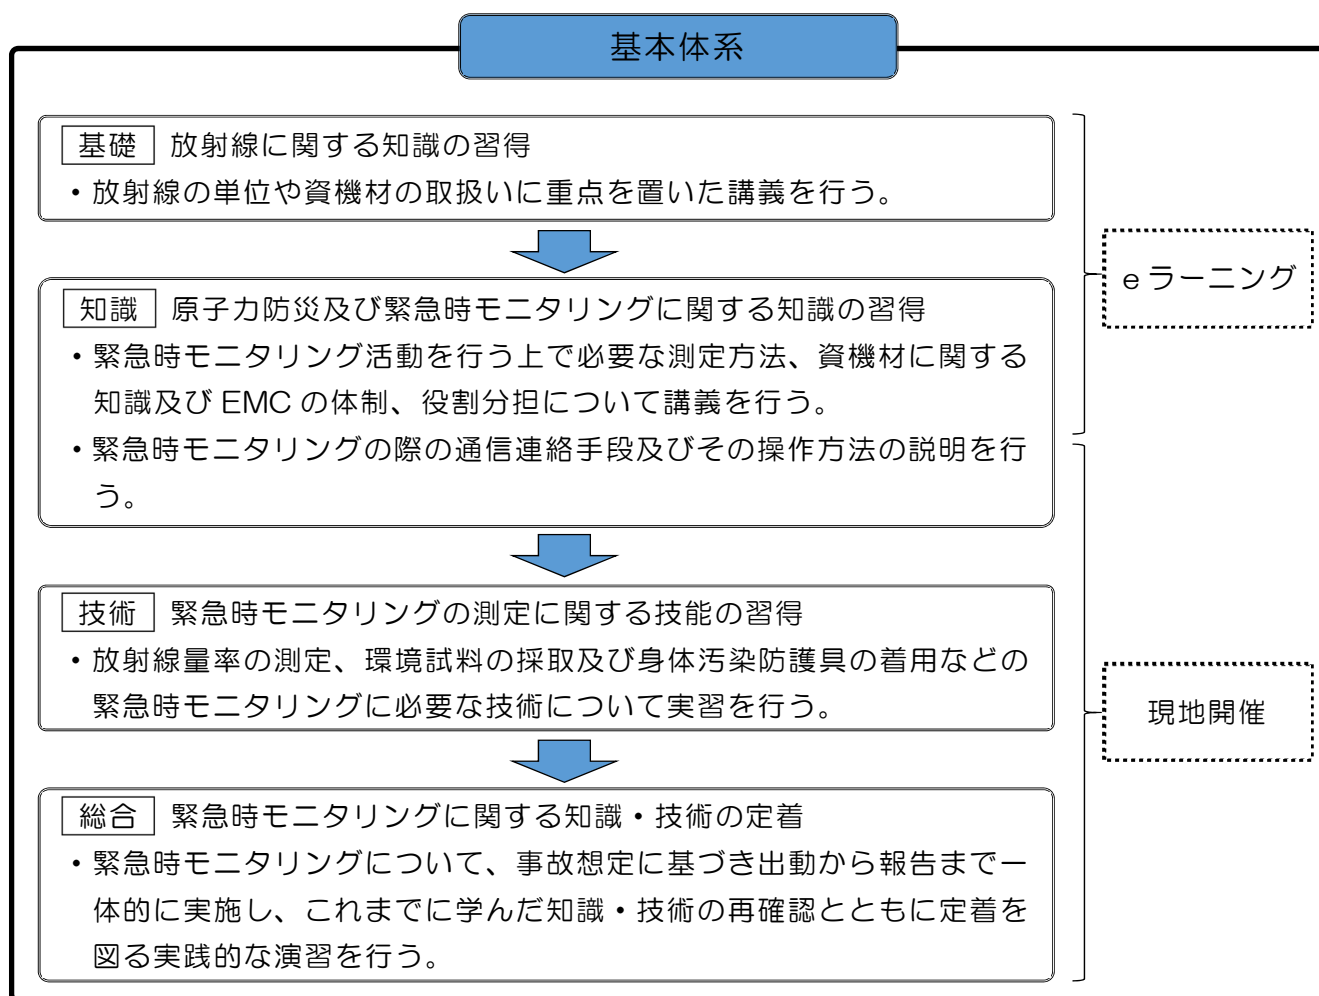 基本体系
基礎 放射線に関する知識の習得
・放射線の単位や資機材の取扱いに重点を置いた講義を行う。
eラーニング
知識 原子力防災及び緊急時モニタリングに関する知識の習得
・緊急時モニタリング活動を行う上で必要な測定方法、資機材に関する
知識及び EMC の体制、役割分担について講義を行う。
・緊急時モニタリングの際の通信連絡手段及びその操作方法の説明を行
う。
技術 緊急時モニタリングの測定に関する技能の習得
・放射線量率の測定、環境試料の採取及び身体汚染防護具の着用などの
緊急時モニタリングに必要な技術について実習を行う。
現地開催
総合 緊急時モニタリングに関する知識・技術の定着
・緊急時モニタリングについて、事故想定に基づき出動から報告まで一
体的に実施し、これまでに学んだ知識・技術の再確認とともに定着を
図る実践的な演習を行う。